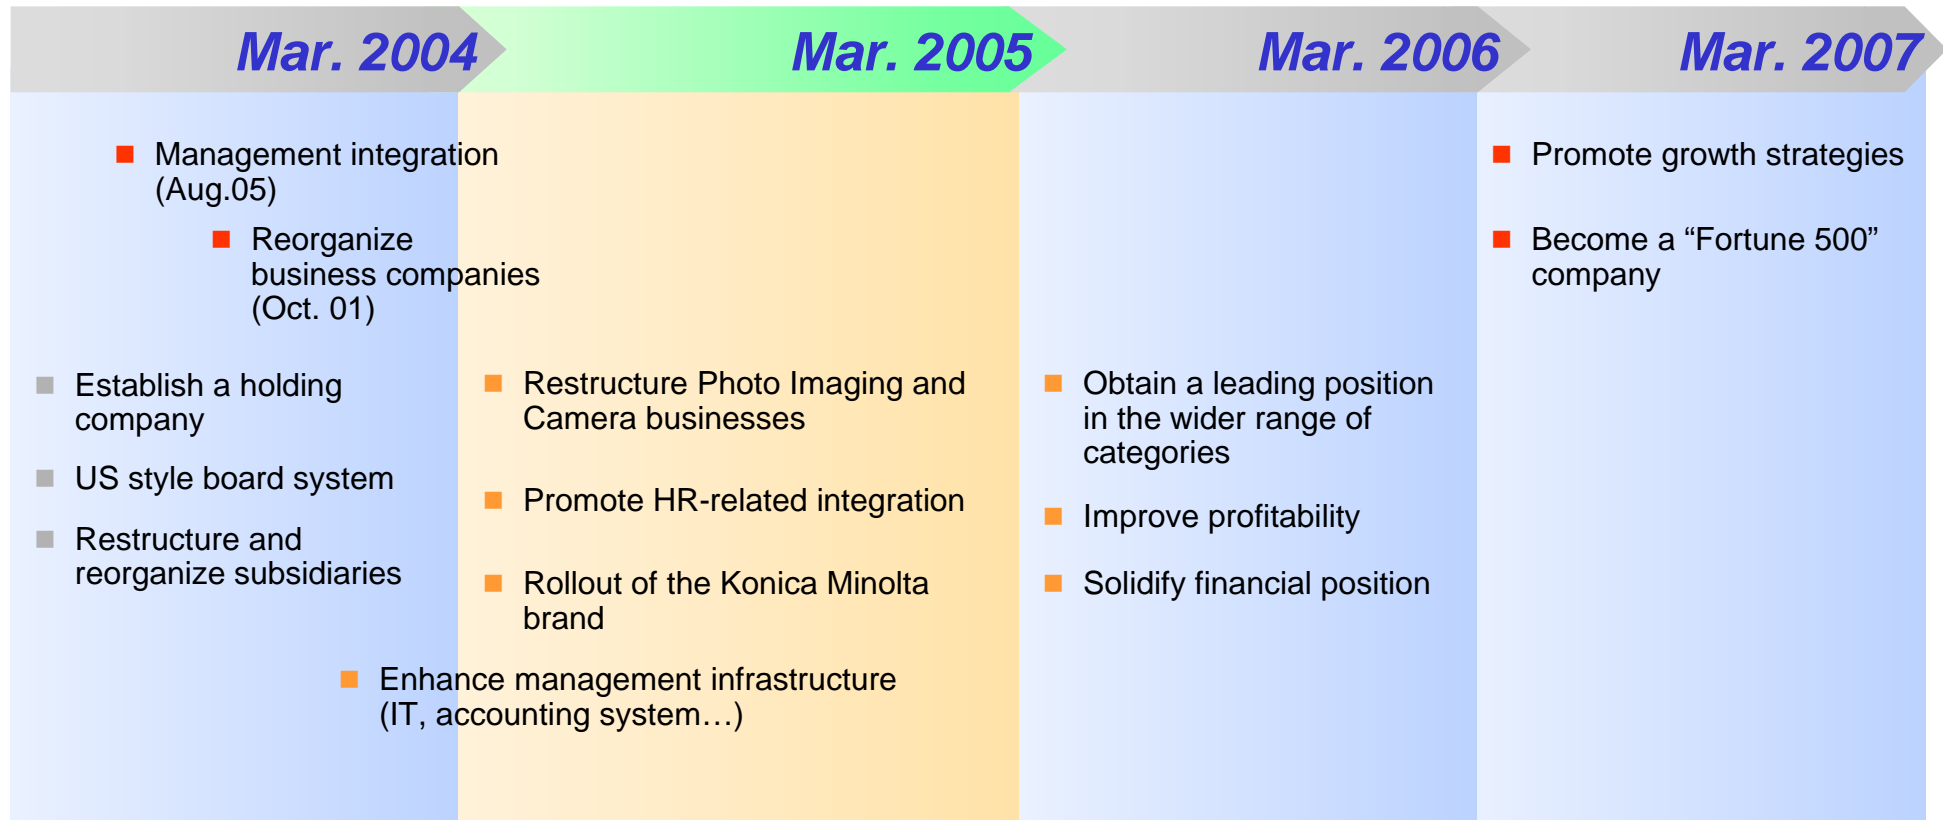 Mar. 2004
Mar. 2005
Mar. 2006
Mar. 2007
Management integration
(Aug.05)
Reorganize
business companies
(Oct. 01)
Establish a holding
company
US style board system
Restructure and
reorganize subsidiaries
Restructure Photo Imaging and
Camera businesses
Promote HR-related integration
Rollout of the Konica Minolta
brand
Enhance management infrastructure
(IT, accounting system…)
Obtain a leading position
in the wider range of
categories
Improve profitability
Solidify financial position
Promote growth strategies
Become a “Fortune 500”
company